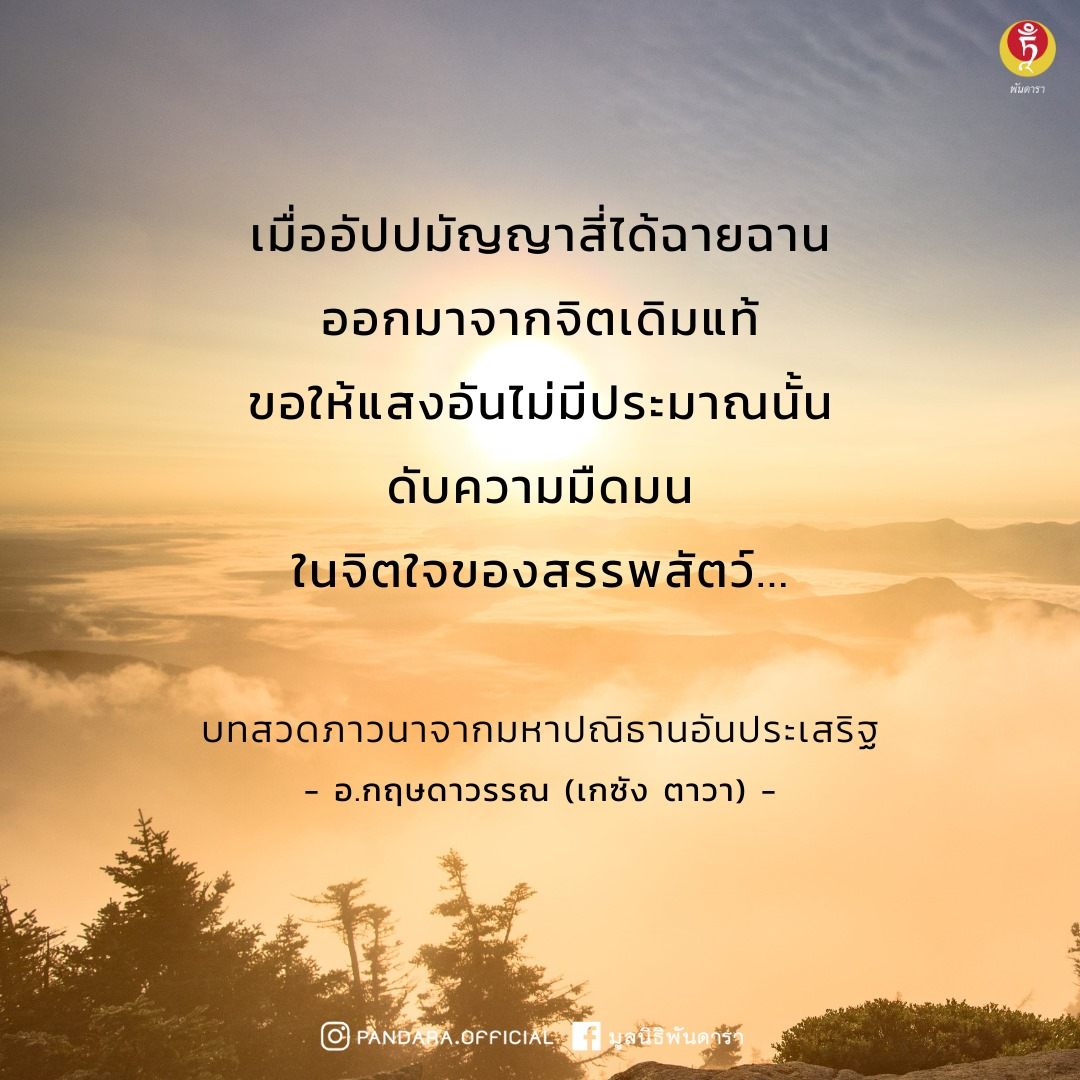 พันดารา
เมื่ออัปปมัญญาสี่ได้ฉายฉาน
ออกมาจากจิตเดิมแท้
ขอให้แสงอันไม่มีประมาณนั้น
ดับความมืดมน
ในจิตใจของสรรพสัตว์...
บทสวดภาวนาจากมหาปณิธานอันประเสริฐ
- อ.กฤษดาวรรณ (เกซัง ตาวา) -
PANDARA.OFFICIAL มูลนิธิพันดารา